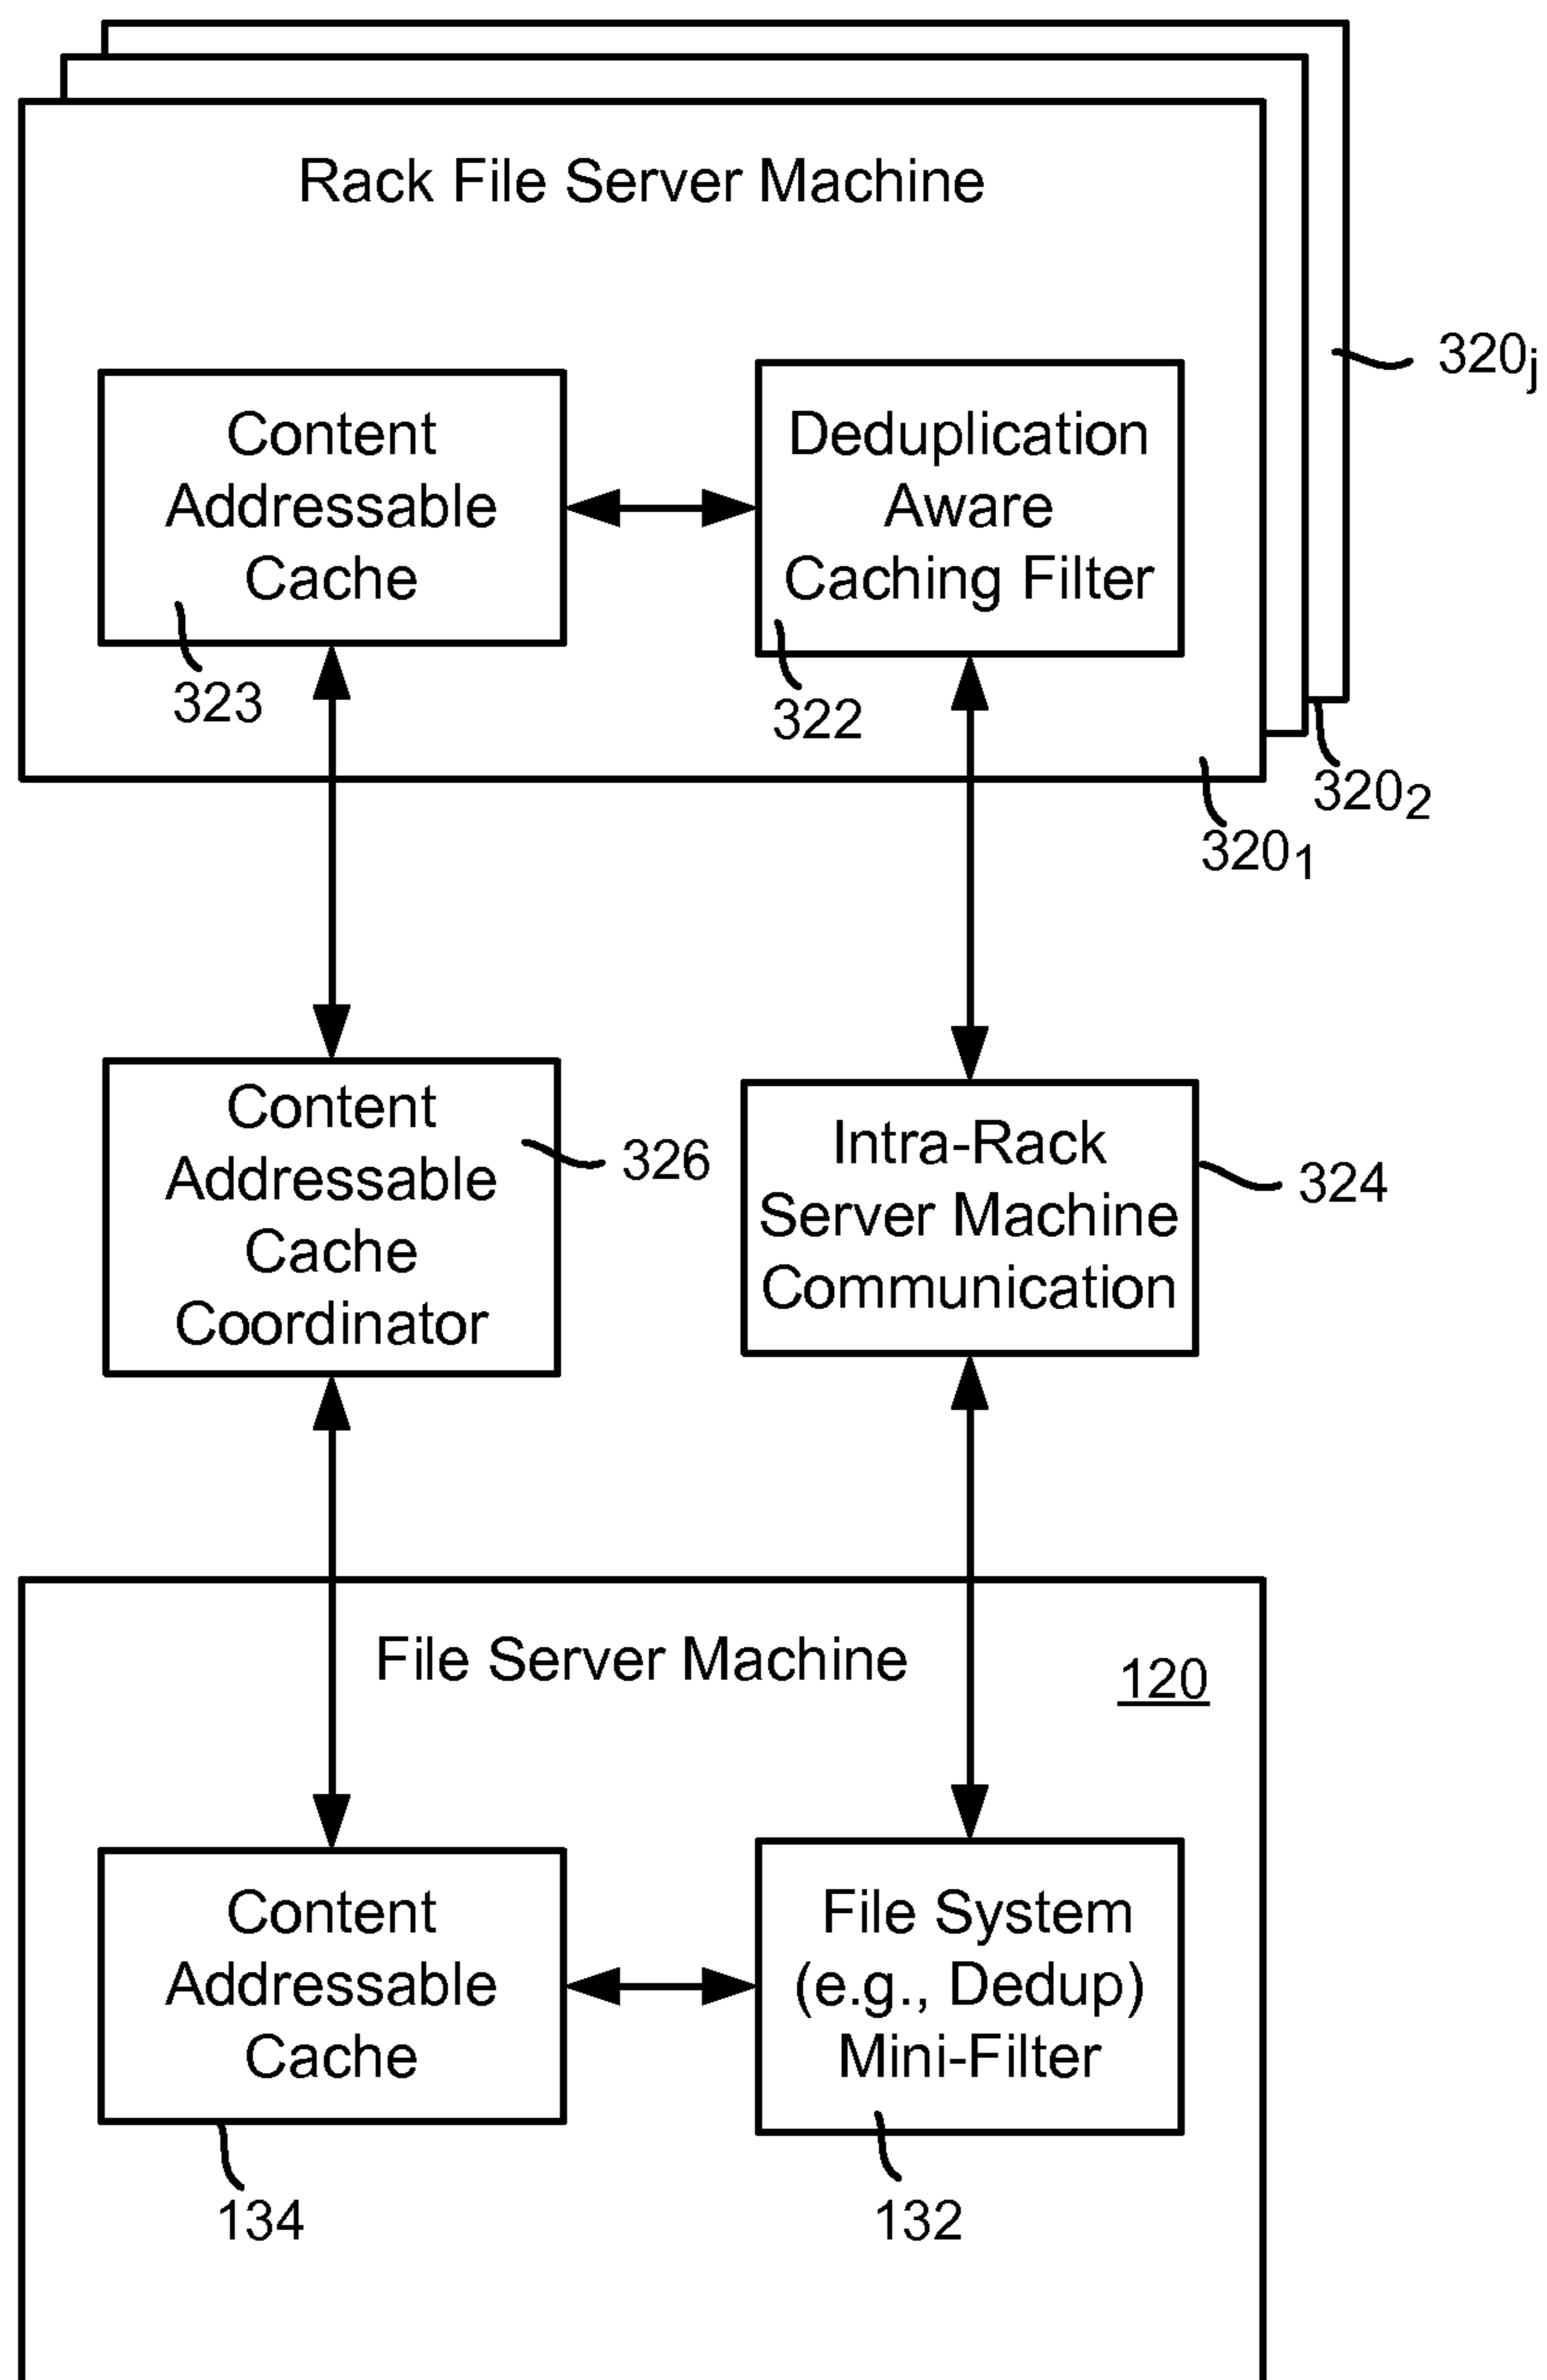 Rack File Server Machine
320j
Content
Addressable
Cache
Deduplication
Aware
Caching Filter
323
322
3202
3201
Content
Addressable
Cache
Coordinator
326
Intra-Rack
Server Machine
Communication
324
File Server Machine
120
Content
Addressable
Cache
File System
(e.g., Dedup)
Mini-Filter
134
132